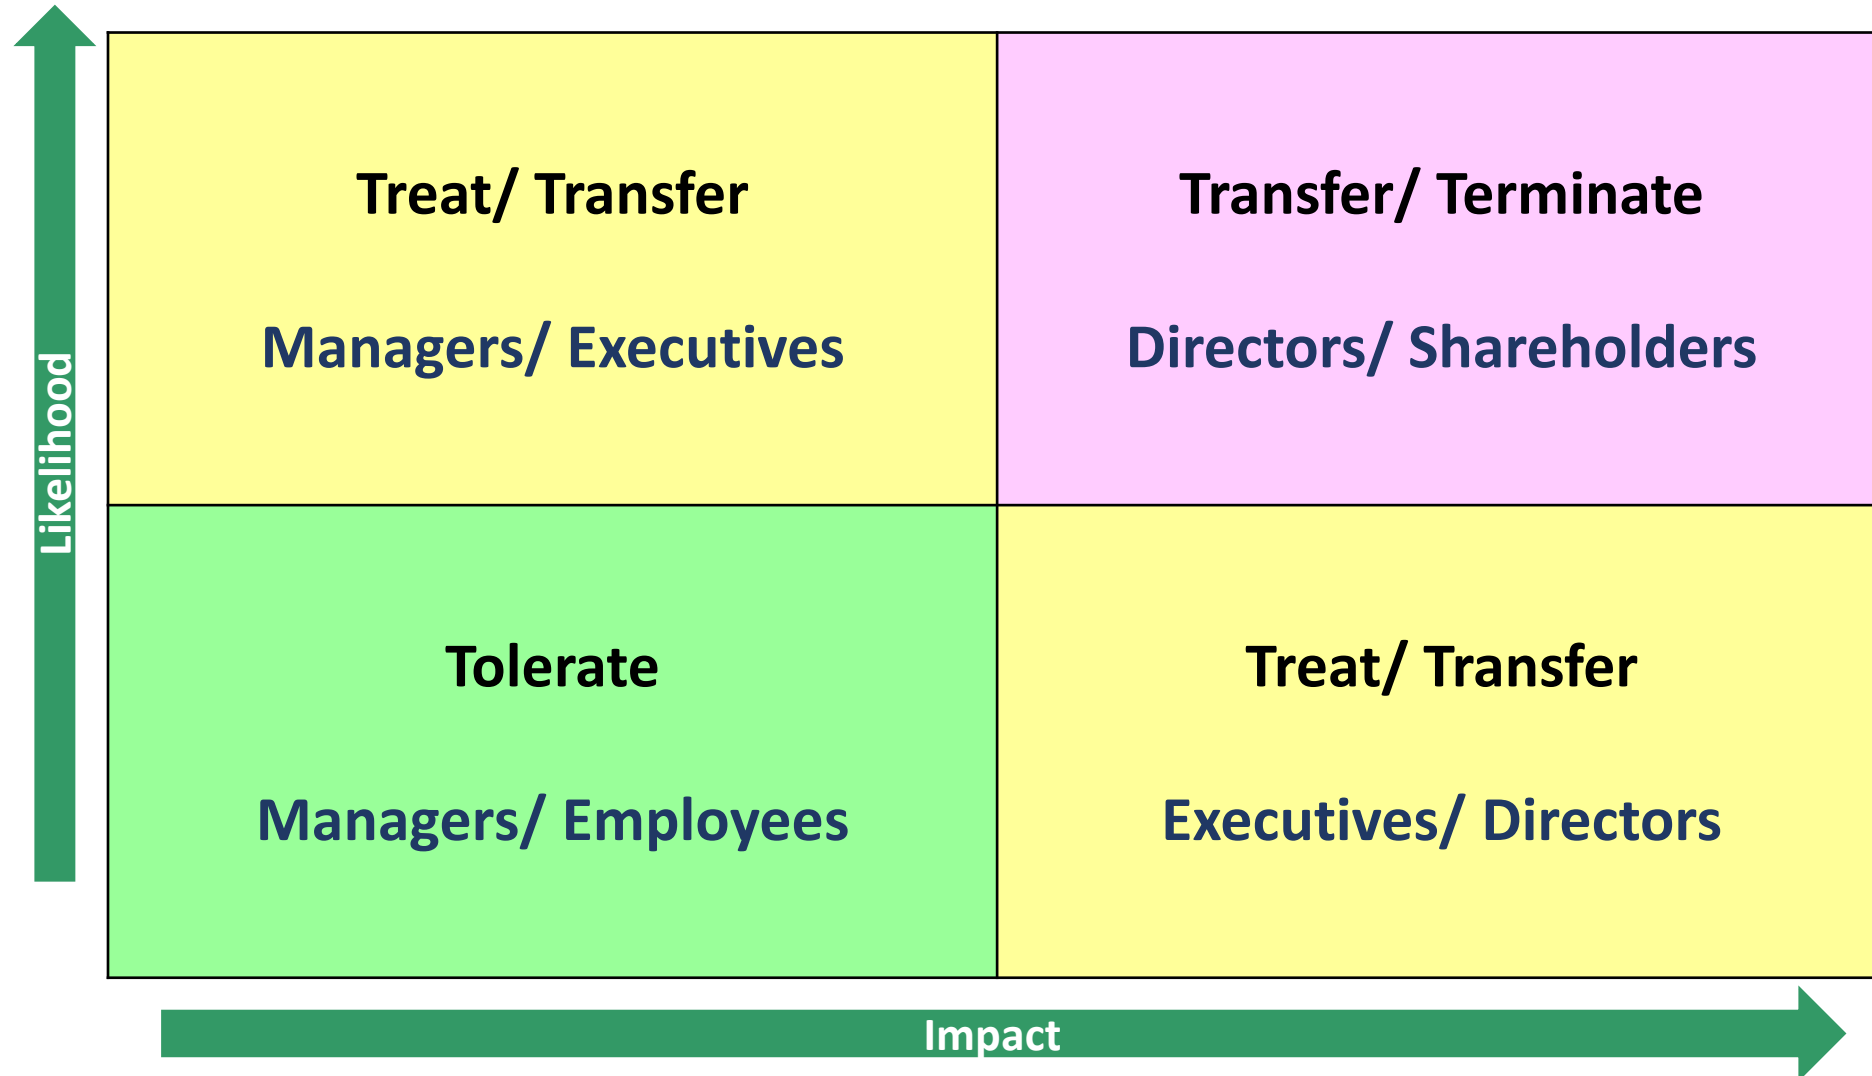 Treat/ Transfer
Managers/ Executives
Transfer/ Terminate
Directors/ Shareholders
Likelihood
Tolerate
Managers/ Employees
Treat/ Transfer
Executives/ Directors
Impact